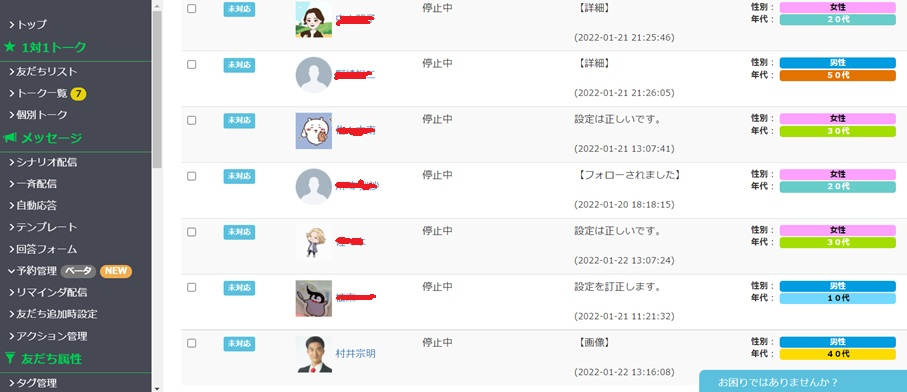 トップ
1対1トーク
友だちリスト
トーク一覧 7
個別トーク
メッセージ
シナリオ配信
一斉配信
自動応答
テンプレート
回答フォーム
予約管理 ベータ NEW
リマインダ配信
友だち追加時設定
アクション管理
友だち属性
タグ管理
未対応 停止中 【詳細】 性別： 女性
年代： 20代
(2022-01-21 21:25:46)
未対応 停止中 【詳細】 性別： 男性
年代： 50代
(2022-01-21 21:26:05)
未対応 停止中 設定は正しいです。 性別： 女性
年代： 30代
(2022-01-21 13:07:41)
未対応 停止中 【フォローされました】 性別： 女性
年代： 20代
(2022-01-20 18:18:15)
未対応 停止中 設定は正しいです。 性別： 女性
年代： 30代
(2022-01-22 13:07:24)
未対応 停止中 設定を訂正します。 性別： 男性
年代： 10代
(2022-01-21 11:21:32)
未対応 村井宗明 停止中 【画像】 性別： 男性
年代： 40代
(2022-01-22 13:16:08)
お困りではありませんか？